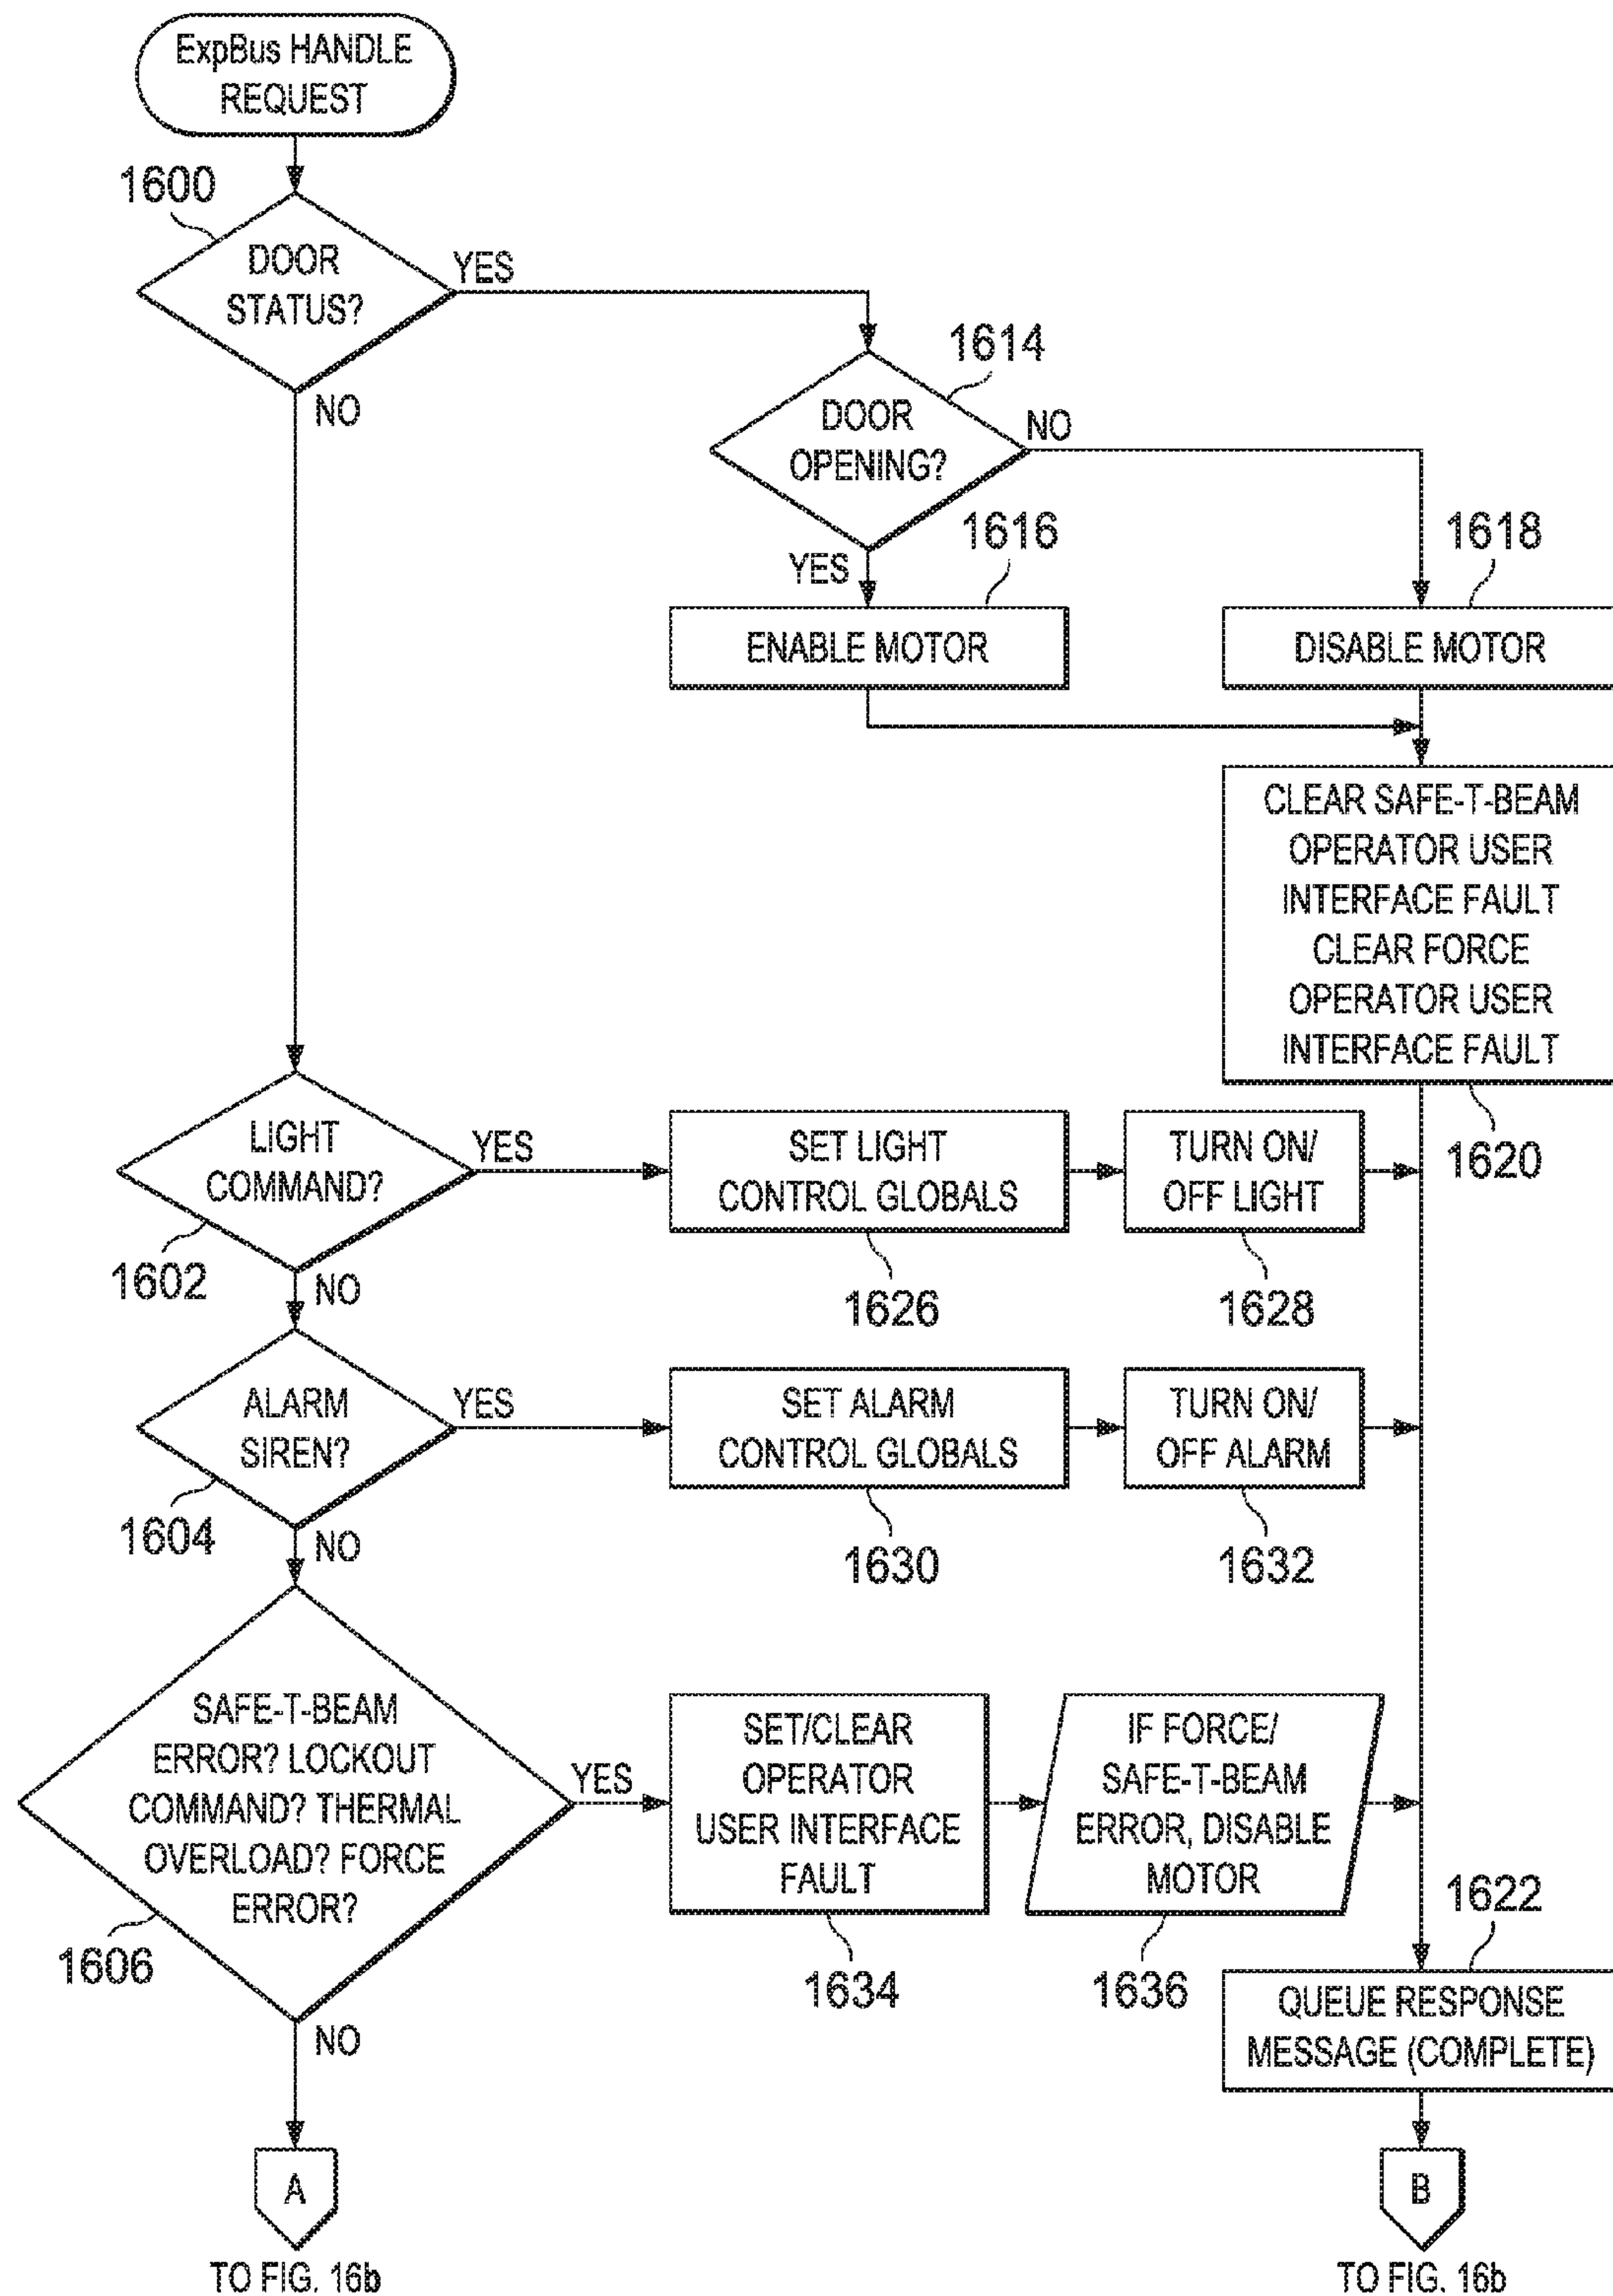 ExpBus HANDLE
REQUEST
1600
DOOR
STATUS?
YES
NO
1614
DOOR
OPENING?
NO
YES
1616
1618
ENABLE MOTOR
DISABLE MOTOR
CLEAR SAFE-T-BEAM
OPERATOR USER
INTERFACE FAULT
CLEAR FORCE
OPERATOR USER
INTERFACE FAULT
1620
LIGHT
COMMAND?
YES
1602
NO
SET LIGHT
CONTROL GLOBALS
1626
TURN ON/
OFF LIGHT
1628
ALARM
SIREN?
YES
1604
NO
SET ALARM
CONTROL GLOBALS
1630
TURN ON/
OFF ALARM
1632
SAFE-T-BEAM
ERROR? LOCKOUT
COMMAND? THERMAL
OVERLOAD? FORCE
ERROR?
YES
1606
NO
SET/CLEAR
OPERATOR
USER INTERFACE
FAULT
1634
IF FORCE/
SAFE-T-BEAM
ERROR, DISABLE
MOTOR
1636
1622
QUEUE RESPONSE
MESSAGE (COMPLETE)
A
TO FIG. 16b
B
TO FIG. 16b